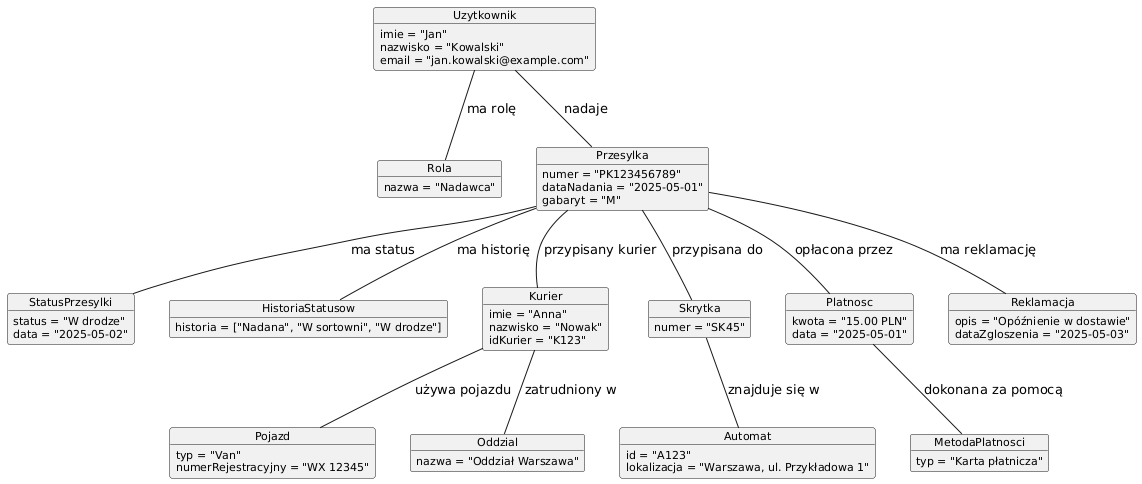 Uzytkownik
imie = "Jan"
nazwisko = "Kowalski"
email = "jan.kowalski@example.com"
ma rolę
nadaje
Rola
nazwa = "Nadawca"
Przesylka
numer = "PK123456789"
dataNadania = "2025-05-01"
gabaryt = "M"
ma status
ma historię
przypisany kurier
przypisana do
opłacona przez
ma reklamację
StatusPrzesylki
status = "W drodze"
data = "2025-05-02"
HistoriaStatusow
historia = ["Nadana", "W sortowni", "W drodze"]
Kurier
imie = "Anna"
nazwisko = "Nowak"
idKurier = "K123"
Skrytka
numer = "SK45"
Platnosc
kwota = "15.00 PLN"
data = "2025-05-01"
Reklamacja
opis = "Opóźnienie w dostawie"
dataZgloszenia = "2025-05-03"
używa pojazdu
zatrudniony w
znajduje się w
dokonana za pomocą
Pojazd
typ = "Van"
numerRejestracyjny = "WX 12345"
Oddzial
nazwa = "Oddział Warszawa"
Automat
id = "A123"
lokalizacja = "Warszawa, ul. Przykładowa 1"
MetodaPlatnosci
typ = "Karta płatnicza"